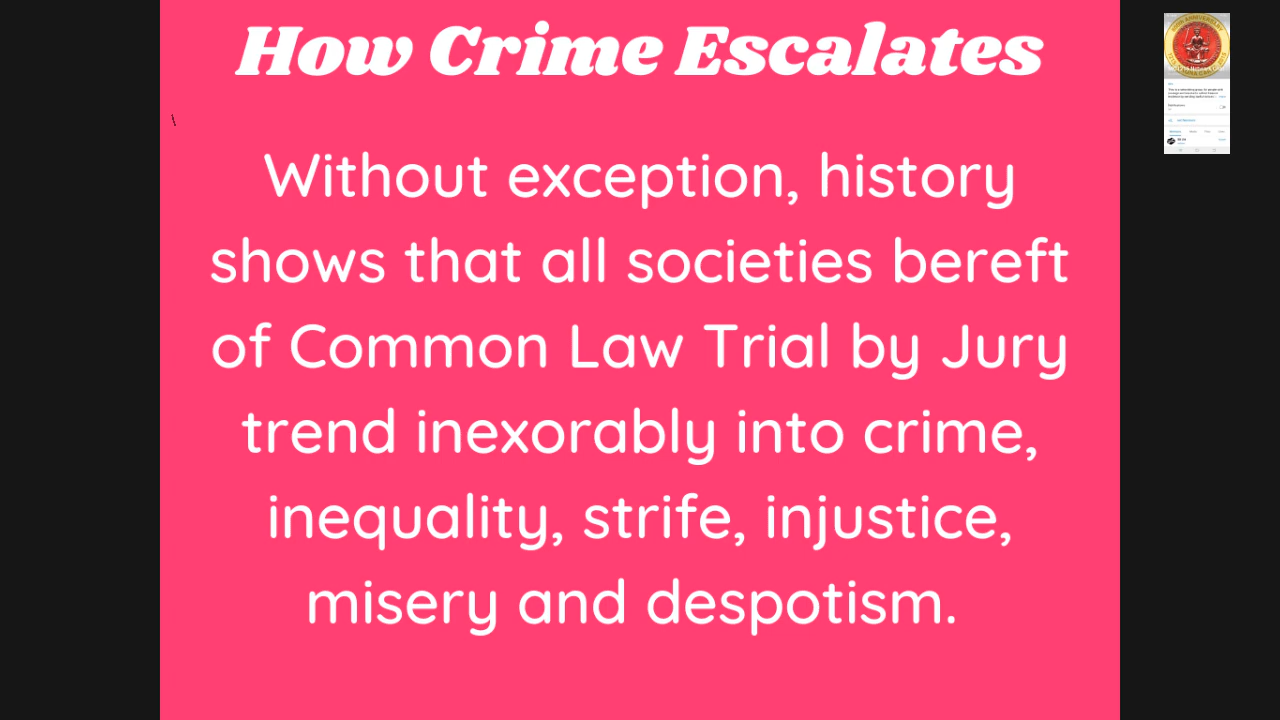 How Crime Escalates
Without exception, history
shows that all societies bereft
of Common Law Trial by Jury
trend inexorably into crime,
inequality, strife, injustice,
misery and despotism.